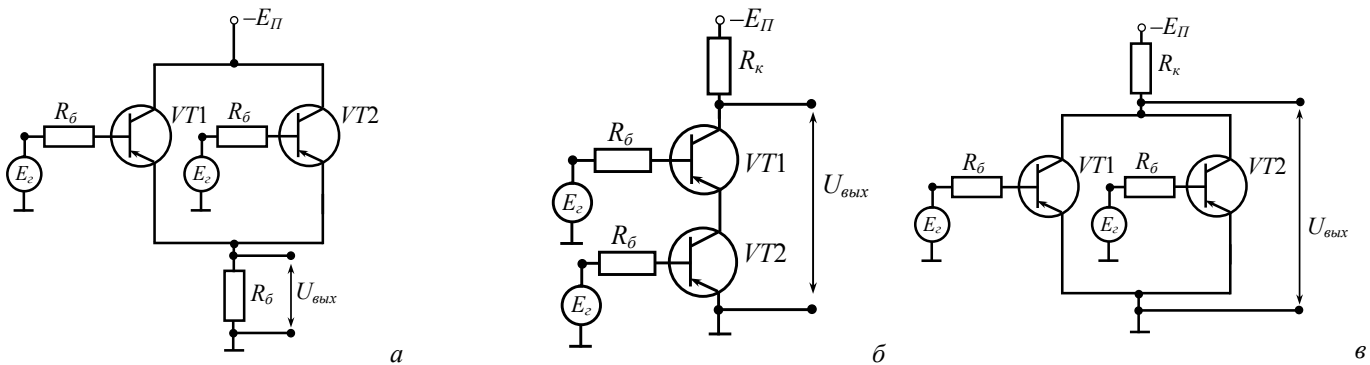 –E_П
R_б
VT1
R_б
VT2
E_г
E_г
R_б
U_вых
а
–E_П
R_к
R_б
VT1
E_г
U_вых
R_б
VT2
E_г
б
–E_П
R_к
R_б
VT1
R_б
VT2
E_г
E_г
U_вых
в